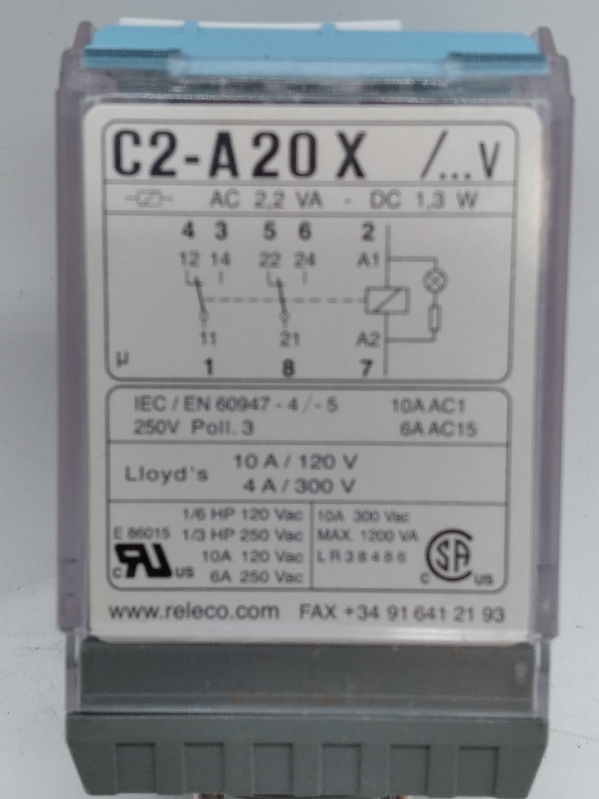 C2-A20 X /...V
AC 2,2 VA - DC 1,3 W
4 3 5 6 2
12 14 22 24 A1
11 21 A2
µ 1 8 7
IEC / EN 60947 - 4/-5 10A AC1
250V Poll. 3 6A AC15
Lloyd's 10 A / 120 V
4 A / 300 V
1/6 HP 120 Vac 10A 300 Vac
E 86015 1/3 HP 250 Vac MAX. 1200 VA
10A 120 Vac LR38486
c RU US 6A 250 Vac c SA US
www.releco.com FAX +34 91 641 21 93